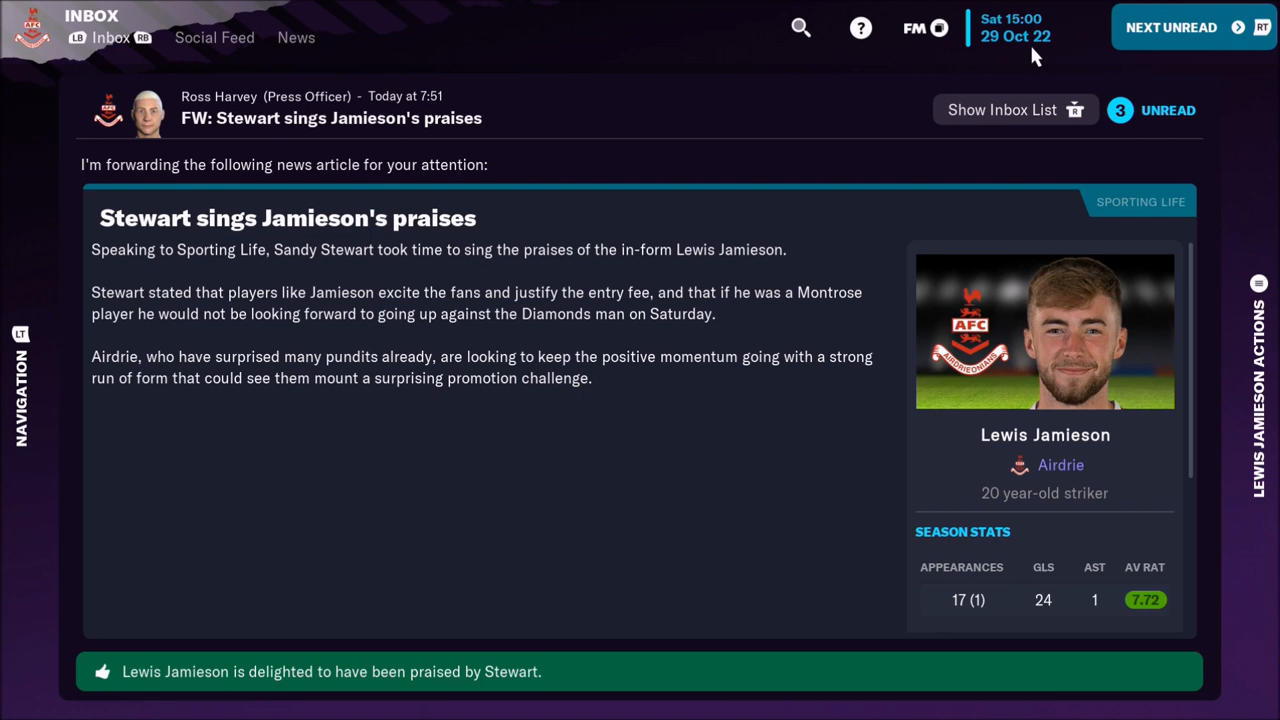 INBOX
LB Inbox RB Social Feed News
FM
Sat 15:00
29 Oct 22
NEXT UNREAD RT
Ross Harvey (Press Officer) - Today at 7:51
FW: Stewart sings Jamieson's praises
Show Inbox List R
3 UNREAD
I'm forwarding the following news article for your attention:
SPORTING LIFE
Stewart sings Jamieson's praises
Speaking to Sporting Life, Sandy Stewart took time to sing the praises of the in-form Lewis Jamieson.
Stewart stated that players like Jamieson excite the fans and justify the entry fee, and that if he was a Montrose
player he would not be looking forward to going up against the Diamonds man on Saturday.
Airdrie, who have surprised many pundits already, are looking to keep the positive momentum going with a strong
run of form that could see them mount a surprising promotion challenge.
AFC
AIRDRIEONIANS
Lewis Jamieson
Airdrie
20 year-old striker
SEASON STATS
APPEARANCES GLS AST AV RAT
17 (1) 24 1 7.72
Lewis Jamieson is delighted to have been praised by Stewart.
LT
NAVIGATION
LEWIS JAMIESON ACTIONS